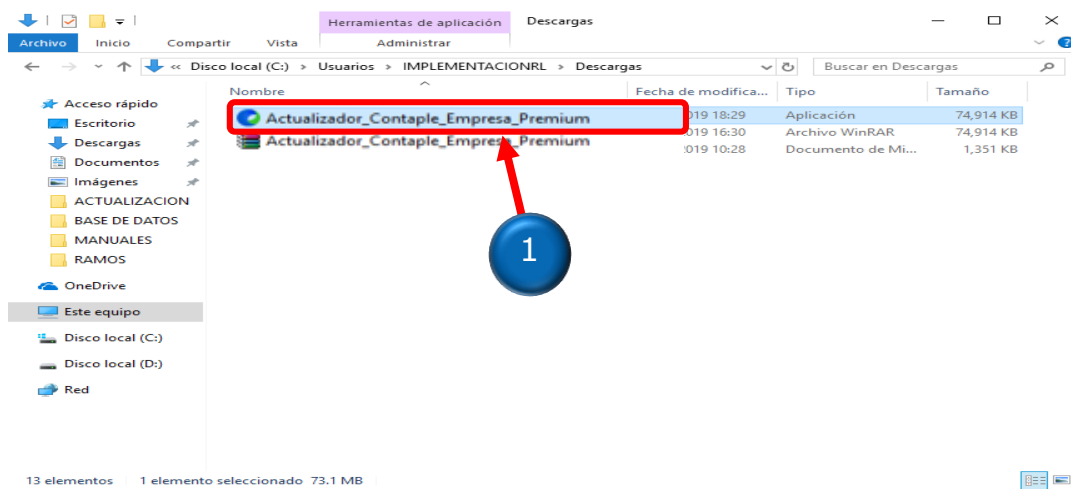 Herramientas de aplicación Descargas
Archivo Inicio Compartir Vista Administrar
« Disco local (C:) > Usuarios > IMPLEMENTACIONRL > Descargas Buscar en Descargas
Nombre Fecha de modifica... Tipo Tamaño
Acceso rápido
Actualizador_Contaple_Empresa_Premium 019 18:29 Aplicación 74,914 KB
Escritorio
Actualizador_Contaple_Empresa_Premium 019 16:30 Archivo WinRAR 74,914 KB
Descargas
:019 10:28 Documento de Mi... 1,351 KB
Documentos
Imágenes
ACTUALIZACION
BASE DE DATOS
MANUALES
RAMOS
1
OneDrive
Este equipo
Disco local (C:)
Disco local (D:)
Red
13 elementos 1 elemento seleccionado 73.1 MB